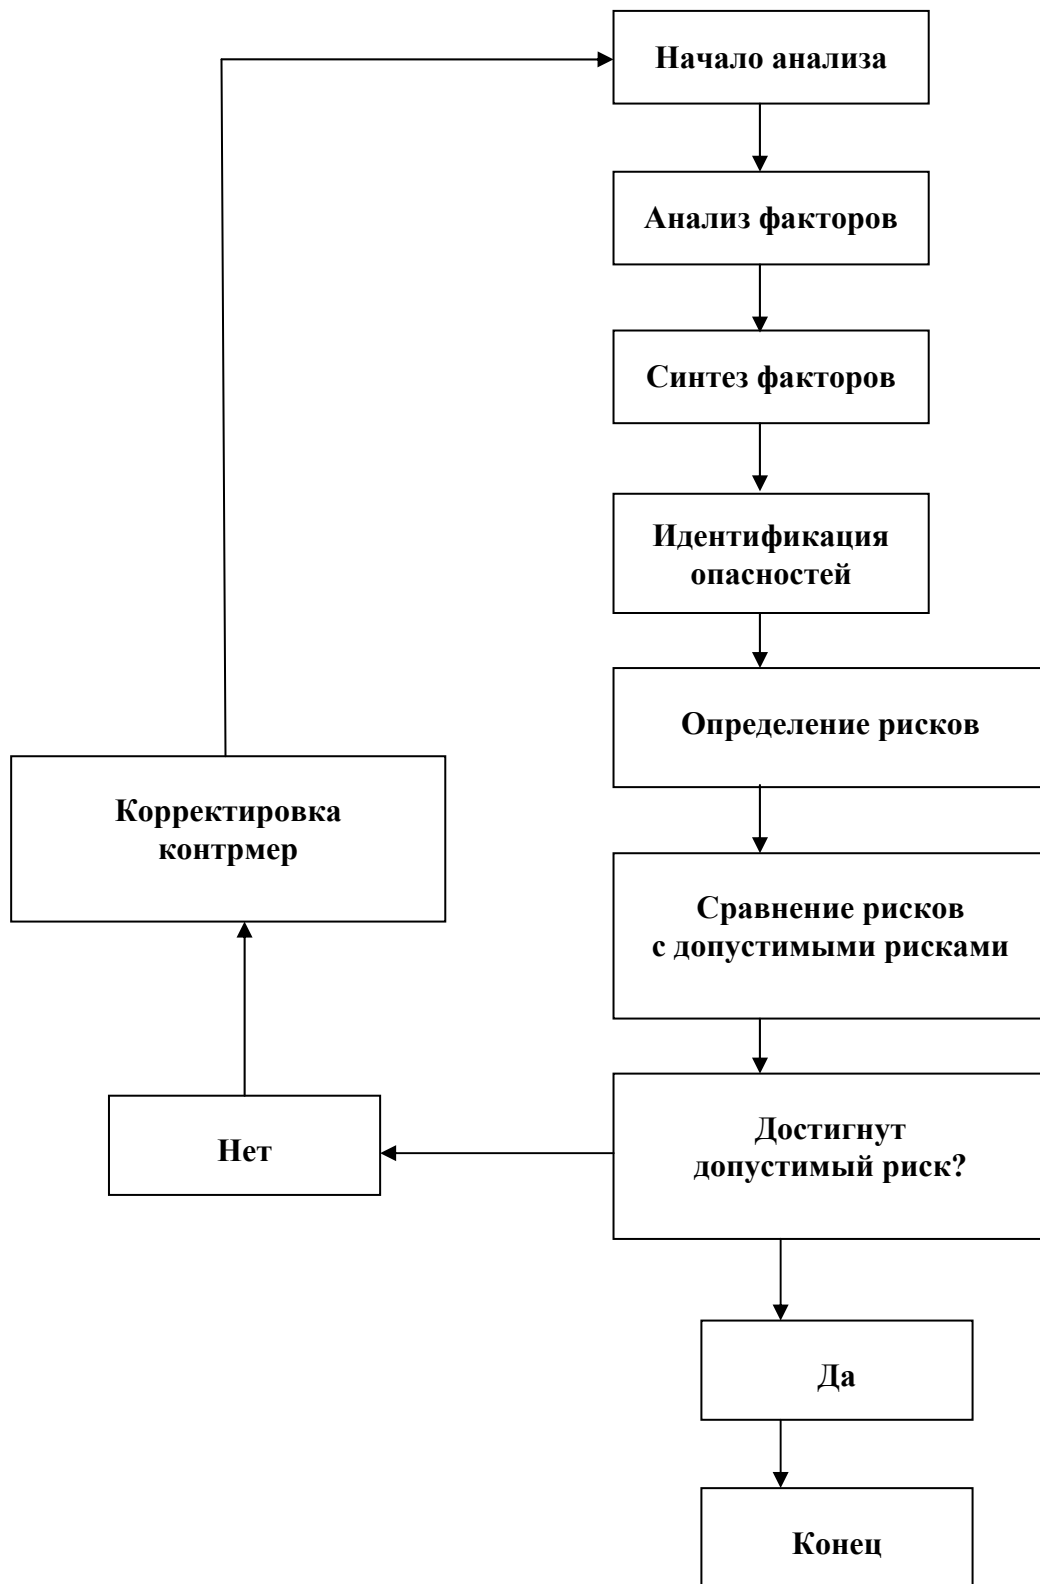 Начало анализа
Анализ факторов
Синтез факторов
Идентификация
опасностей
Определение рисков
Корректировка
контрмер
Сравнение рисков
с допустимыми рисками
Достигнут
допустимый риск?
Нет
Да
Конец